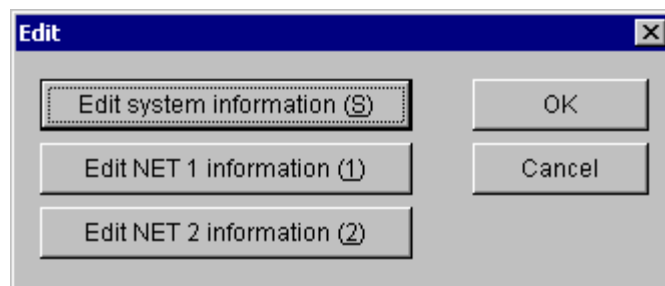 Edit
Edit system information (S)
OK
Edit NET 1 information (1)
Cancel
Edit NET 2 information (2)